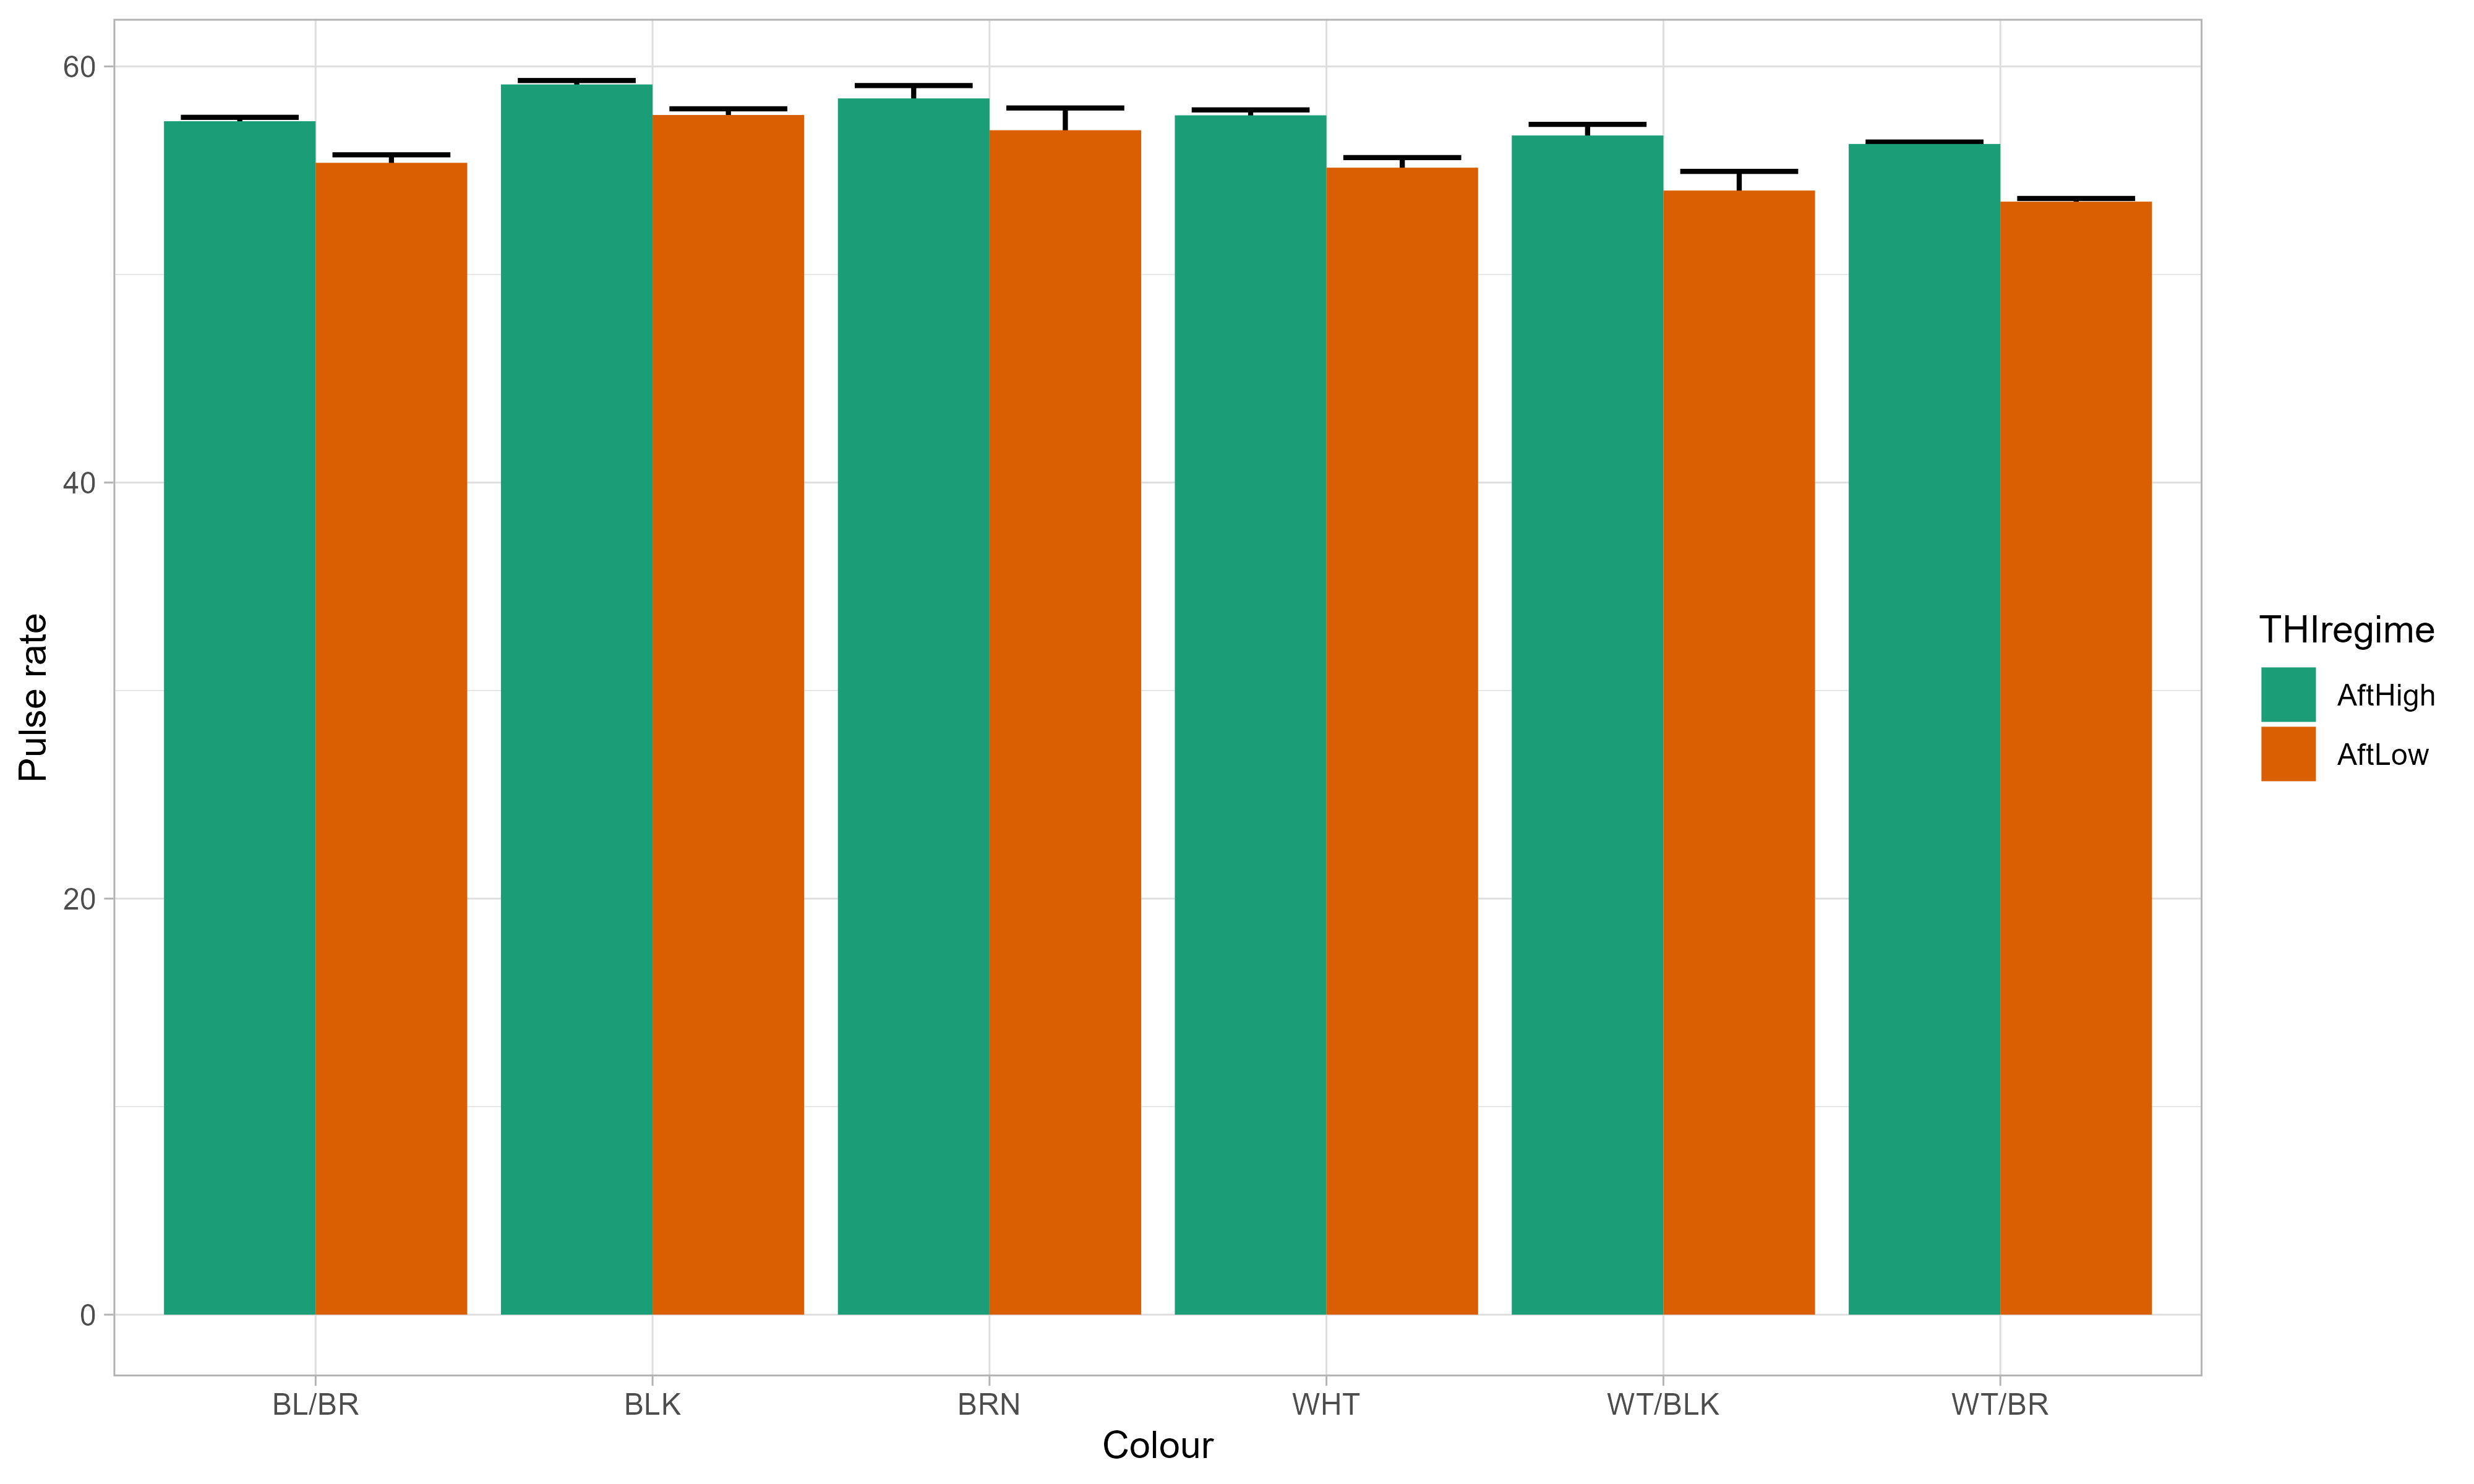 60
40
20
0
Pulse rate
BL/BR BLK BRN WHT WT/BLK WT/BR
Colour
THIregime
AftHigh
AftLow